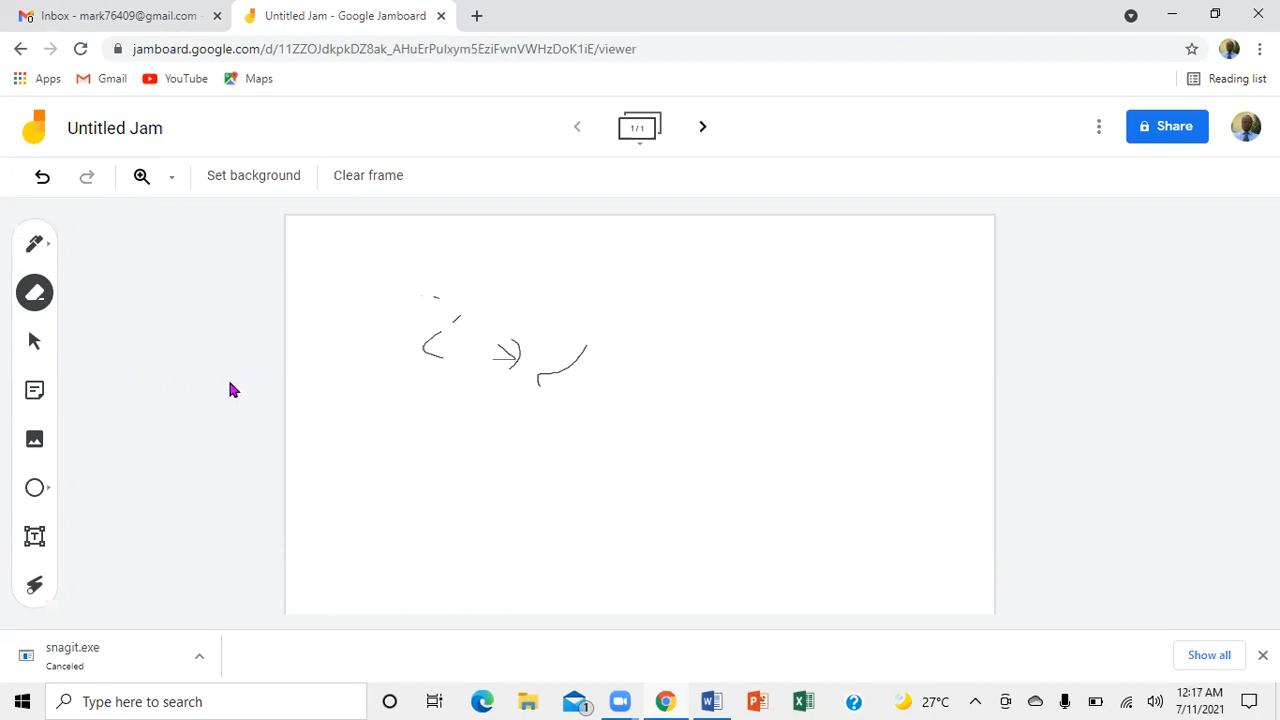 Inbox - mark76409@gmail.com -
Untitled Jam - Google Jamboard
jamboard.google.com/d/11ZZOJdkpkDZ8ak_AHuErPuIxym5EziFwnVWHzDoK1iE/viewer
Apps Gmail YouTube Maps Reading list
Untitled Jam 1 / 1 Share
Set background Clear frame
snagit.exe
Canceled
Show all
Type here to search 1 27°C 12:17 AM
7/11/2021